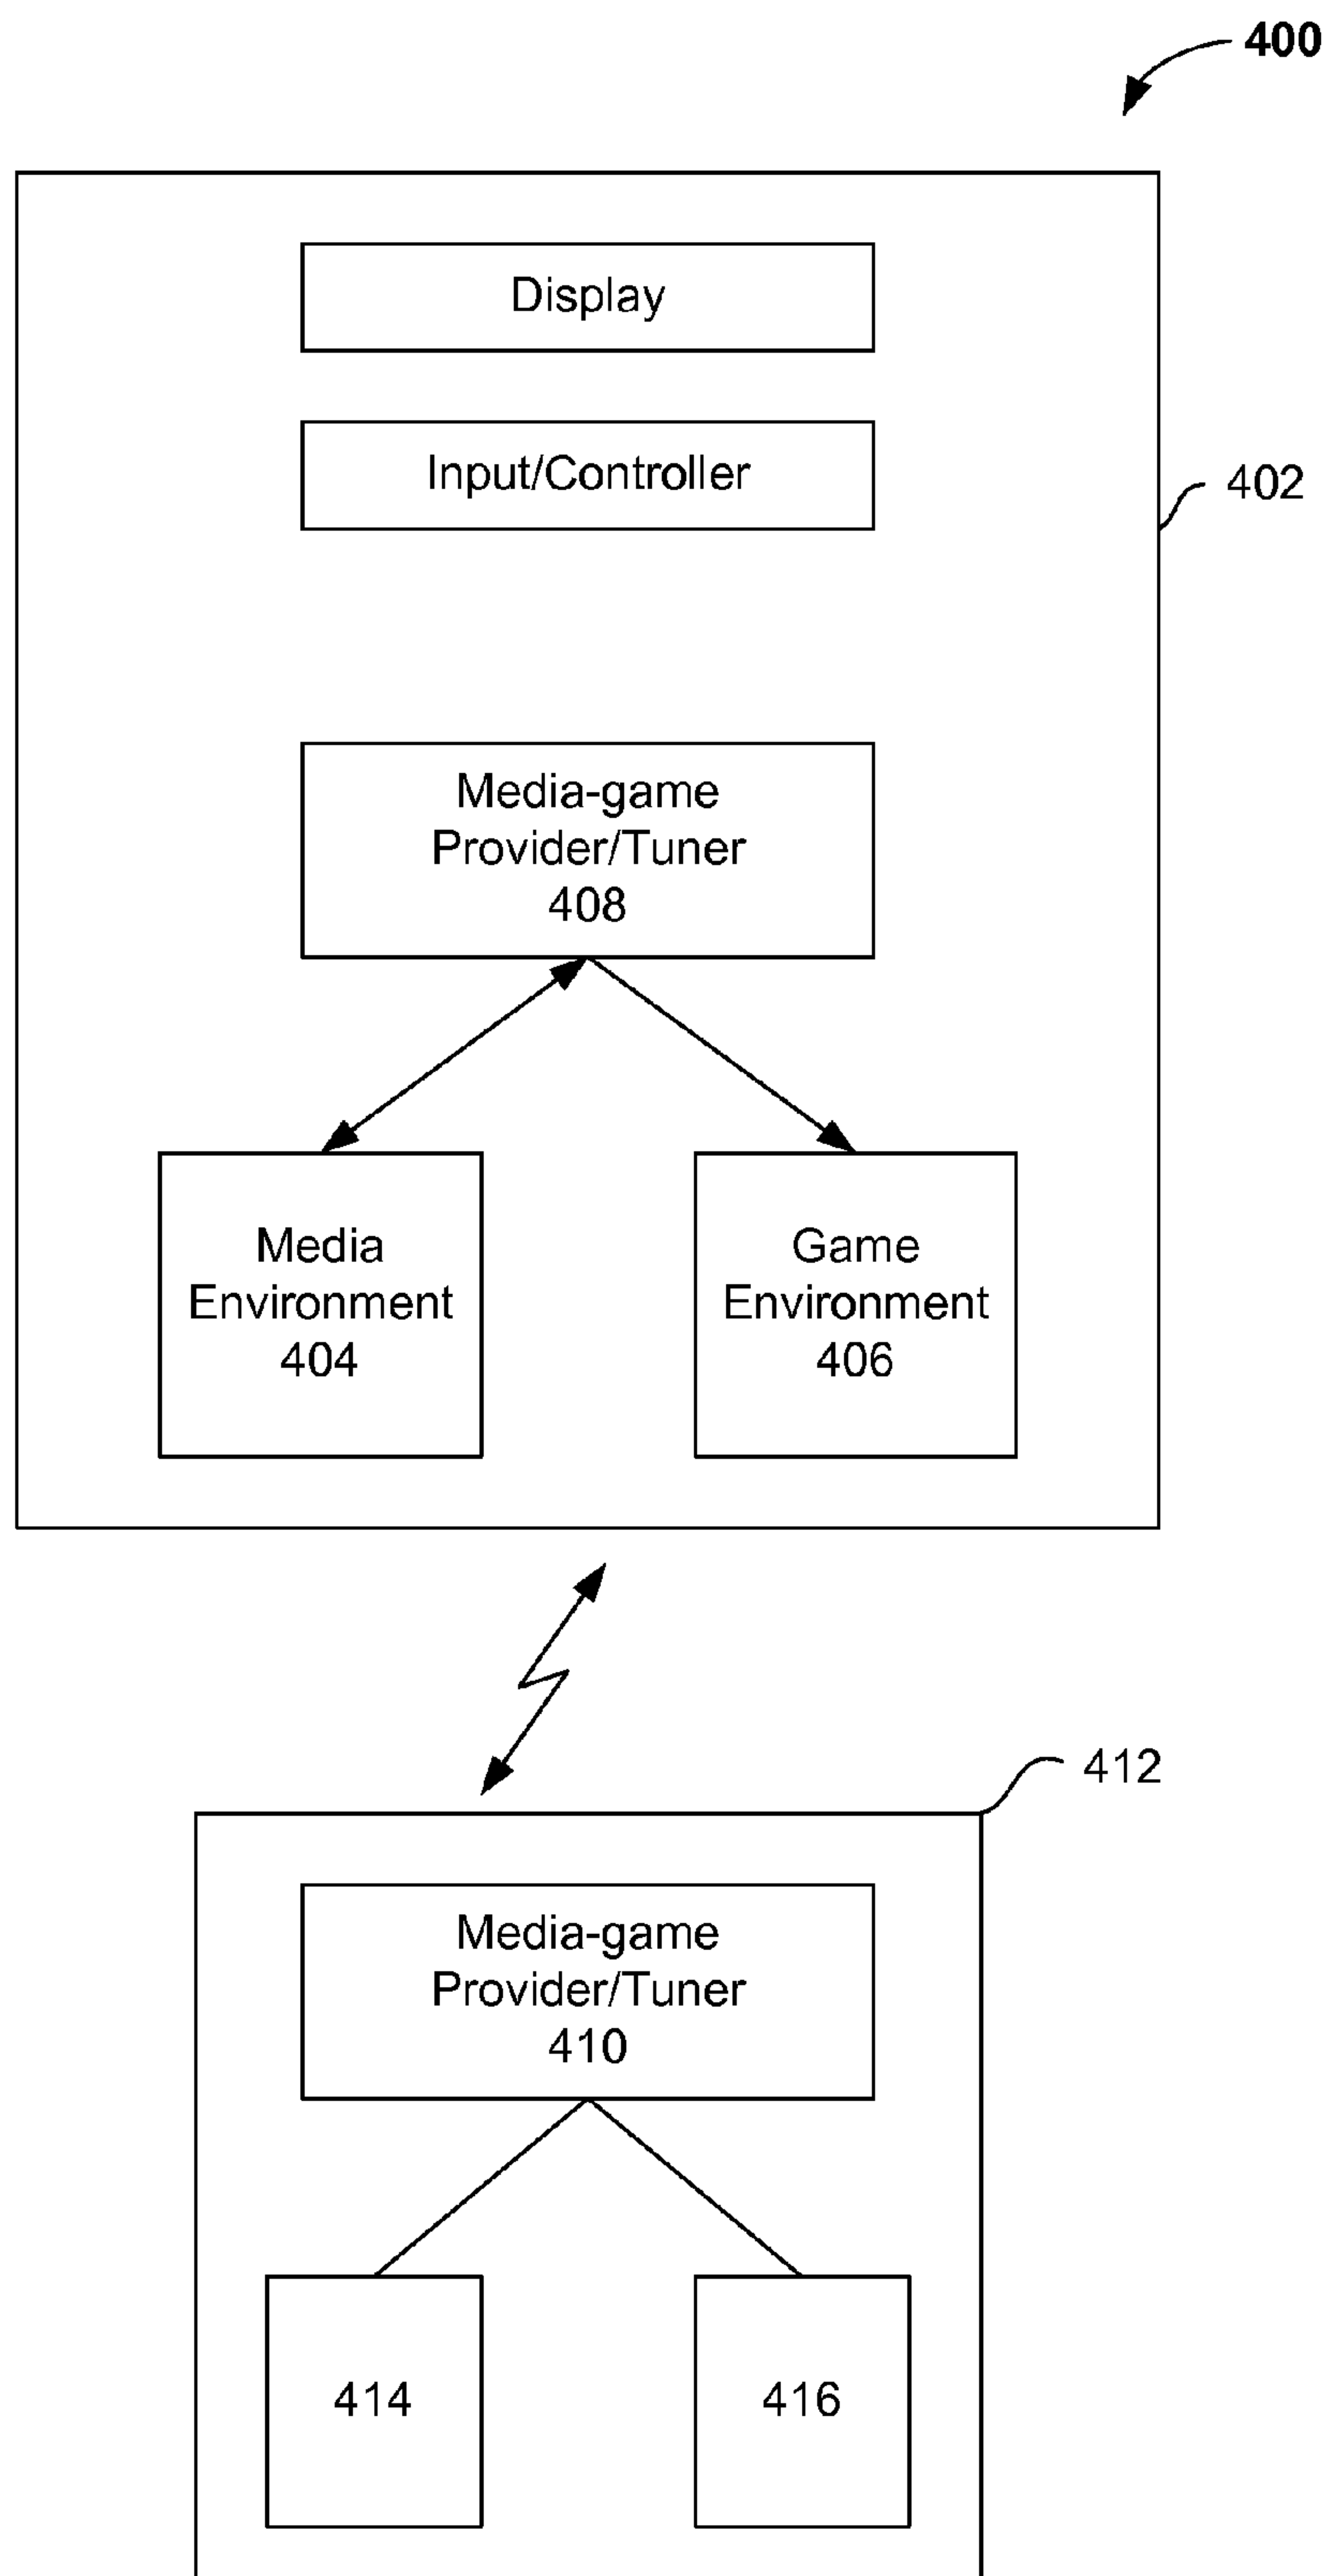 400
Display
Input/Controller
402
Media-game
Provider/Tuner
408
Media
Environment
404
Game
Environment
406
412
Media-game
Provider/Tuner
410
414
416